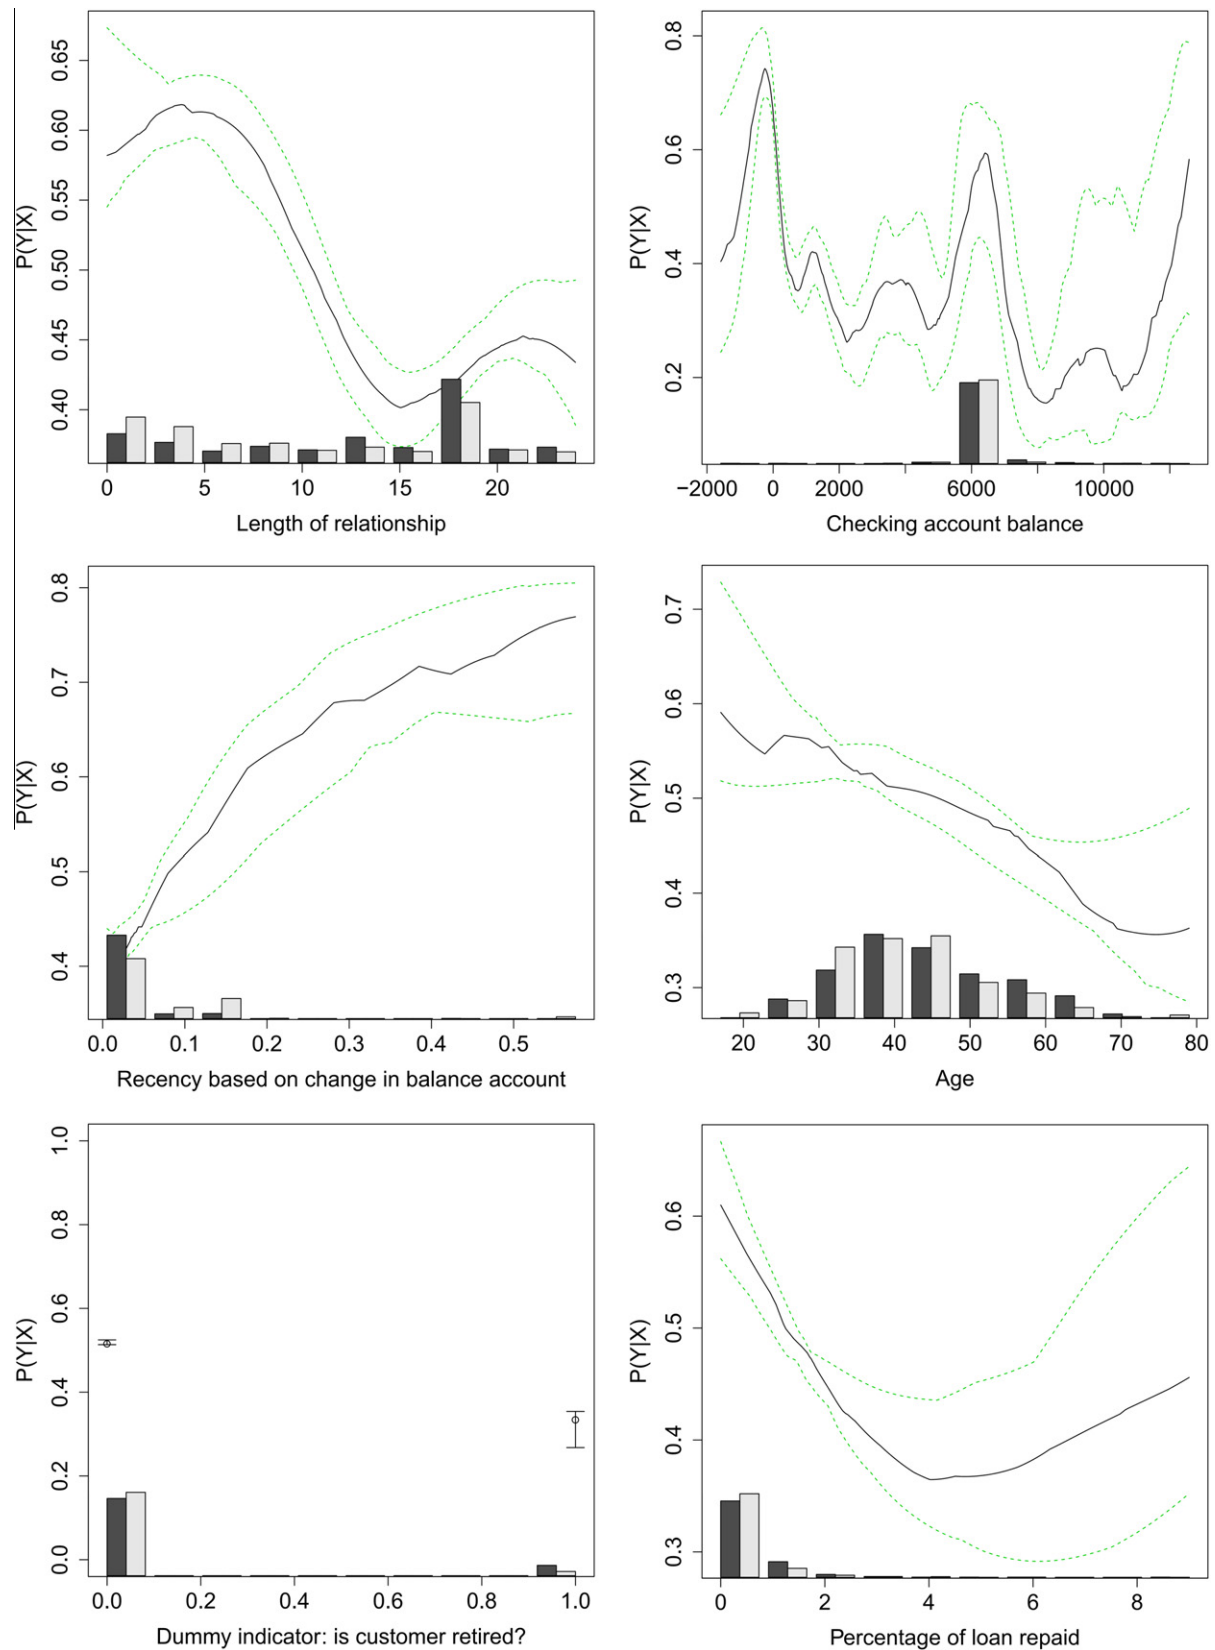 P(Y|X)
0.65
0.60
0.55
0.50
0.45
0.40
0 5 10 15 20
Length of relationship
P(Y|X)
0.8
0.6
0.4
0.2
−2000 0 2000 6000 10000
Checking account balance
P(Y|X)
0.8
0.7
0.6
0.5
0.4
0.0 0.1 0.2 0.3 0.4 0.5
Recency based on change in balance account
P(Y|X)
0.7
0.6
0.5
0.4
0.3
20 30 40 50 60 70 80
Age
P(Y|X)
1.0
0.8
0.6
0.4
0.2
0.0
0.0 0.2 0.4 0.6 0.8 1.0
Dummy indicator: is customer retired?
P(Y|X)
0.6
0.5
0.4
0.3
0 2 4 6 8
Percentage of loan repaid